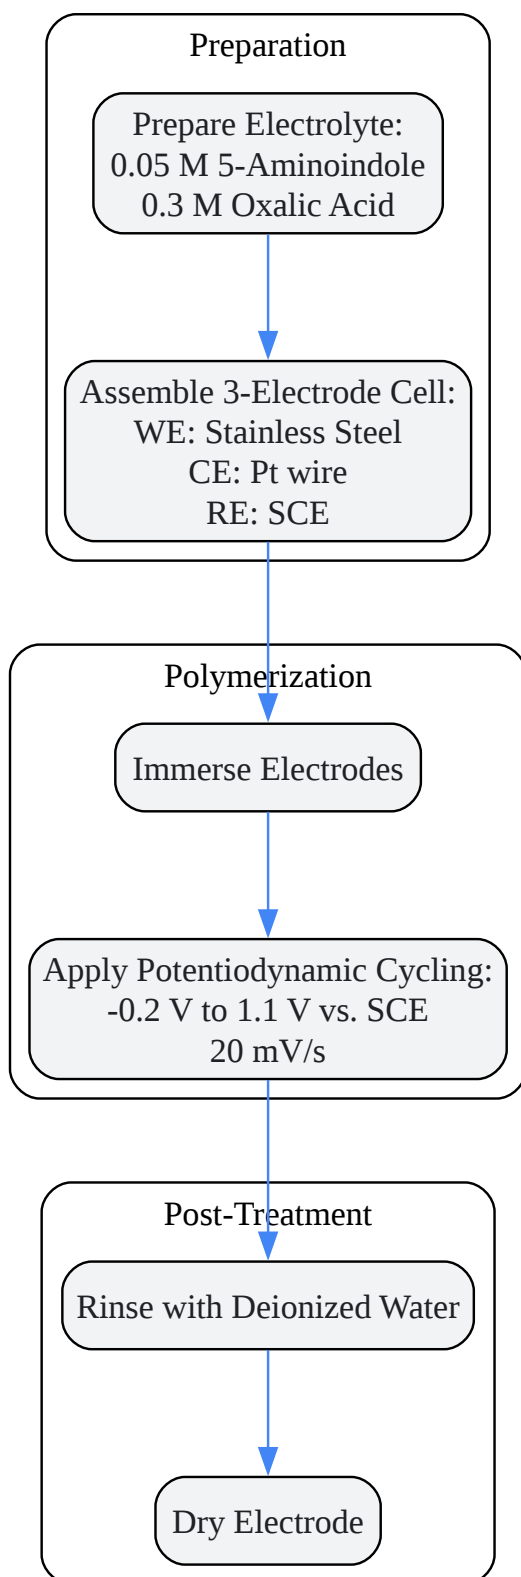 Preparation
Prepare Electrolyte:
0.05 M 5-Aminoindole
0.3 M Oxalic Acid
Assemble 3-Electrode Cell:
WE: Stainless Steel
CE: Pt wire
RE: SCE
Polymerization
Immerse Electrodes
Apply Potentiodynamic Cycling:
-0.2 V to 1.1 V vs. SCE
20 mV/s
Post-Treatment
Rinse with Deionized Water
Dry Electrode